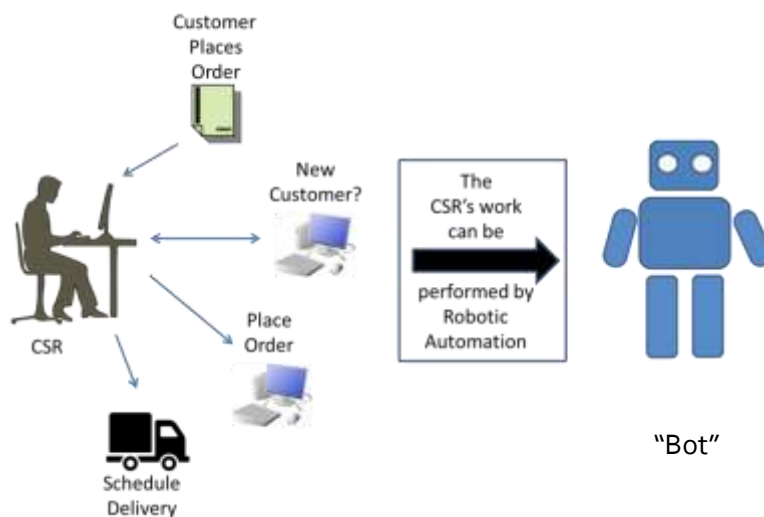 Customer
Places
Order
New
Customer?
CSR
Place
Order
Schedule
Delivery
The
CSR's work
can be
performed by
Robotic
Automation
"Bot"